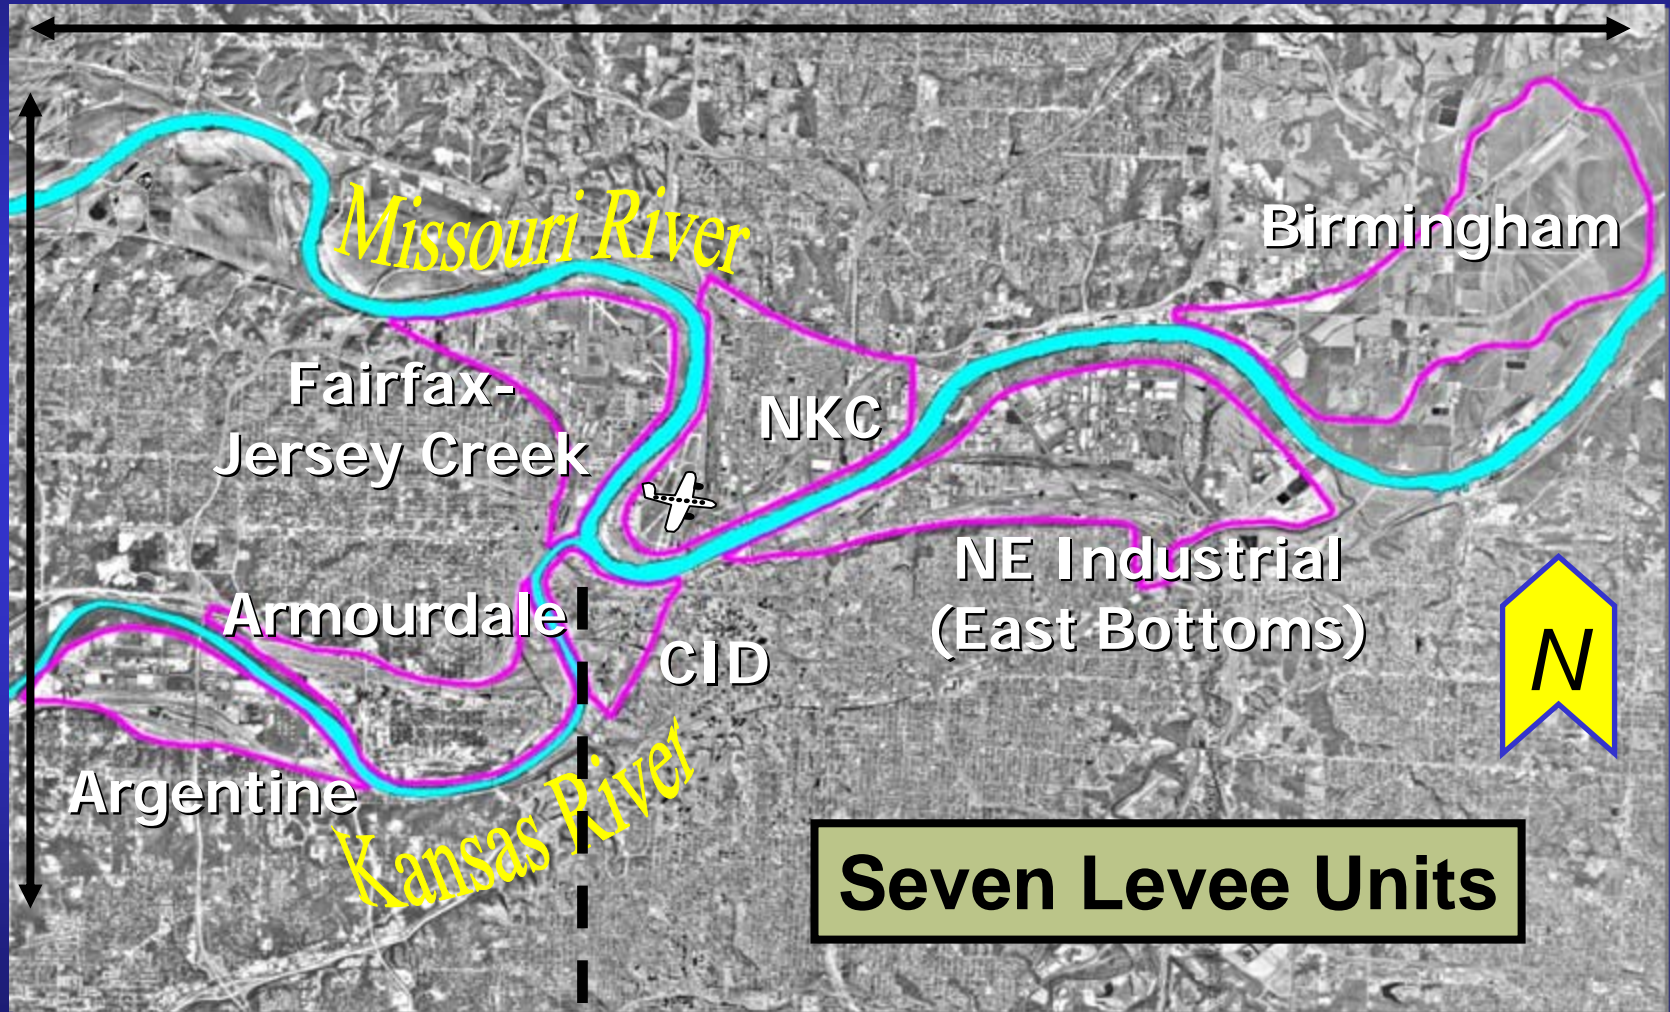 Missouri River
Birmingham
Fairfax-
Jersey Creek
NKC
NE Industrial
(East Bottoms)
Armourdale
CID
N
Argentine
Kansas River
Seven Levee Units